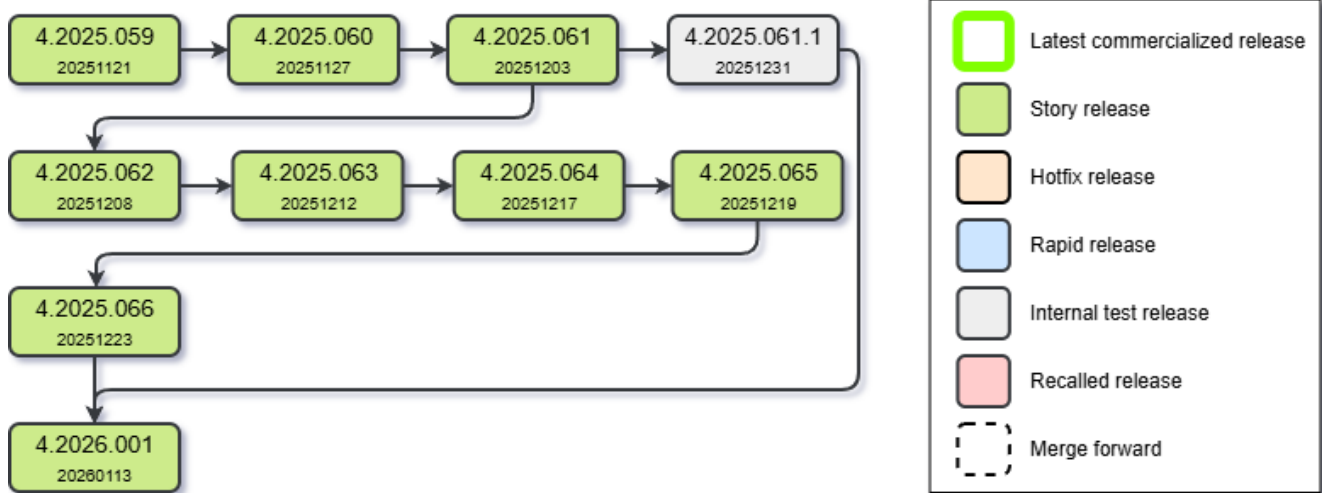 4.2025.059
20251121
4.2025.060
20251127
4.2025.061
20251203
4.2025.061.1
20251231
4.2025.062
20251208
4.2025.063
20251212
4.2025.064
20251217
4.2025.065
20251219
4.2025.066
20251223
4.2026.001
20260113
Latest commercialized release
Story release
Hotfix release
Rapid release
Internal test release
Recalled release
Merge forward